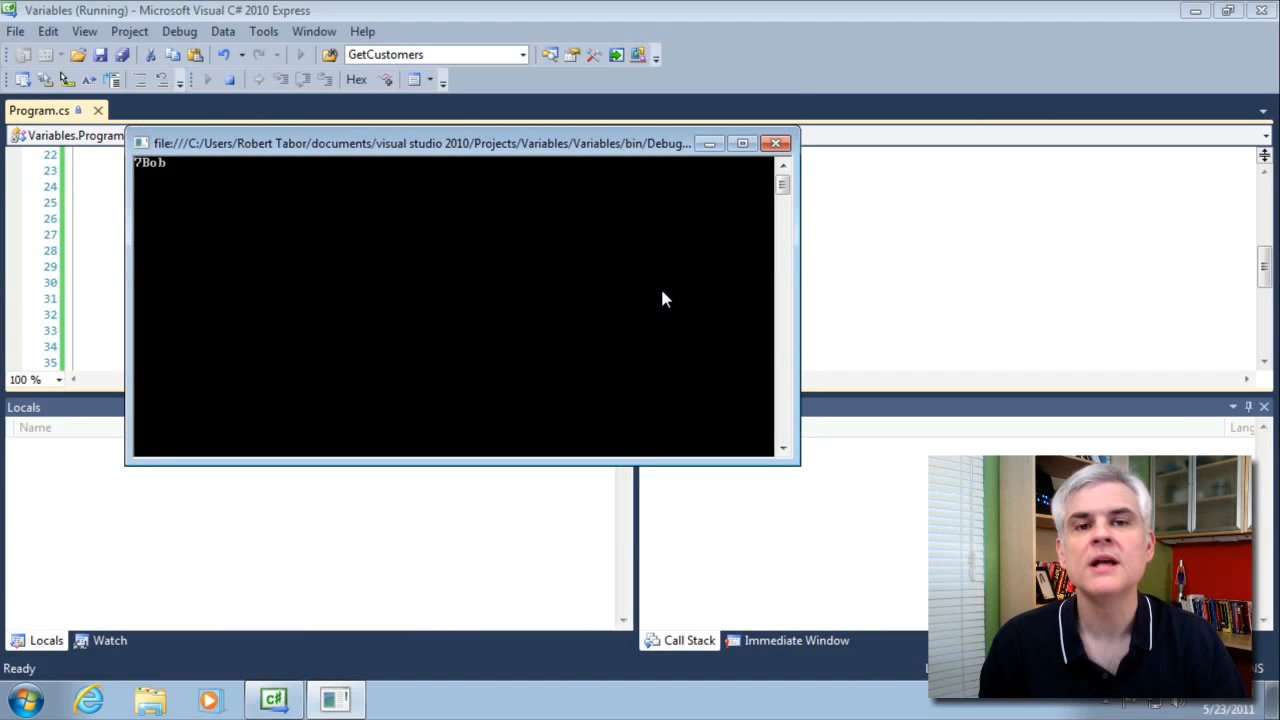 Variables (Running) - Microsoft Visual C# 2010 Express
File Edit View Project Debug Data Tools Window Help
GetCustomers
Hex
Program.cs
Variables.Program
file:///C:/Users/Robert Tabor/documents/visual studio 2010/Projects/Variables/Variables/bin/Debug...
7Bob
22
23
24
25
26
27
28
29
30
31
32
33
34
35
100 %
Locals
Name
Lang
Locals Watch
Call Stack Immediate Window
Ready
C#
5/23/2011